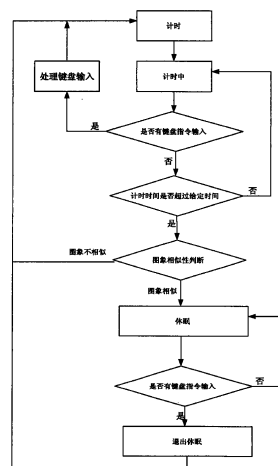 计时
计时中
处理键盘输入
是否有键盘指令输入
是
否
计时时间是否超过给定时间
否
是
图象不相似
图象相似性判断
图象相似
休眠
是否有键盘指令输入
否
是
退出休眠